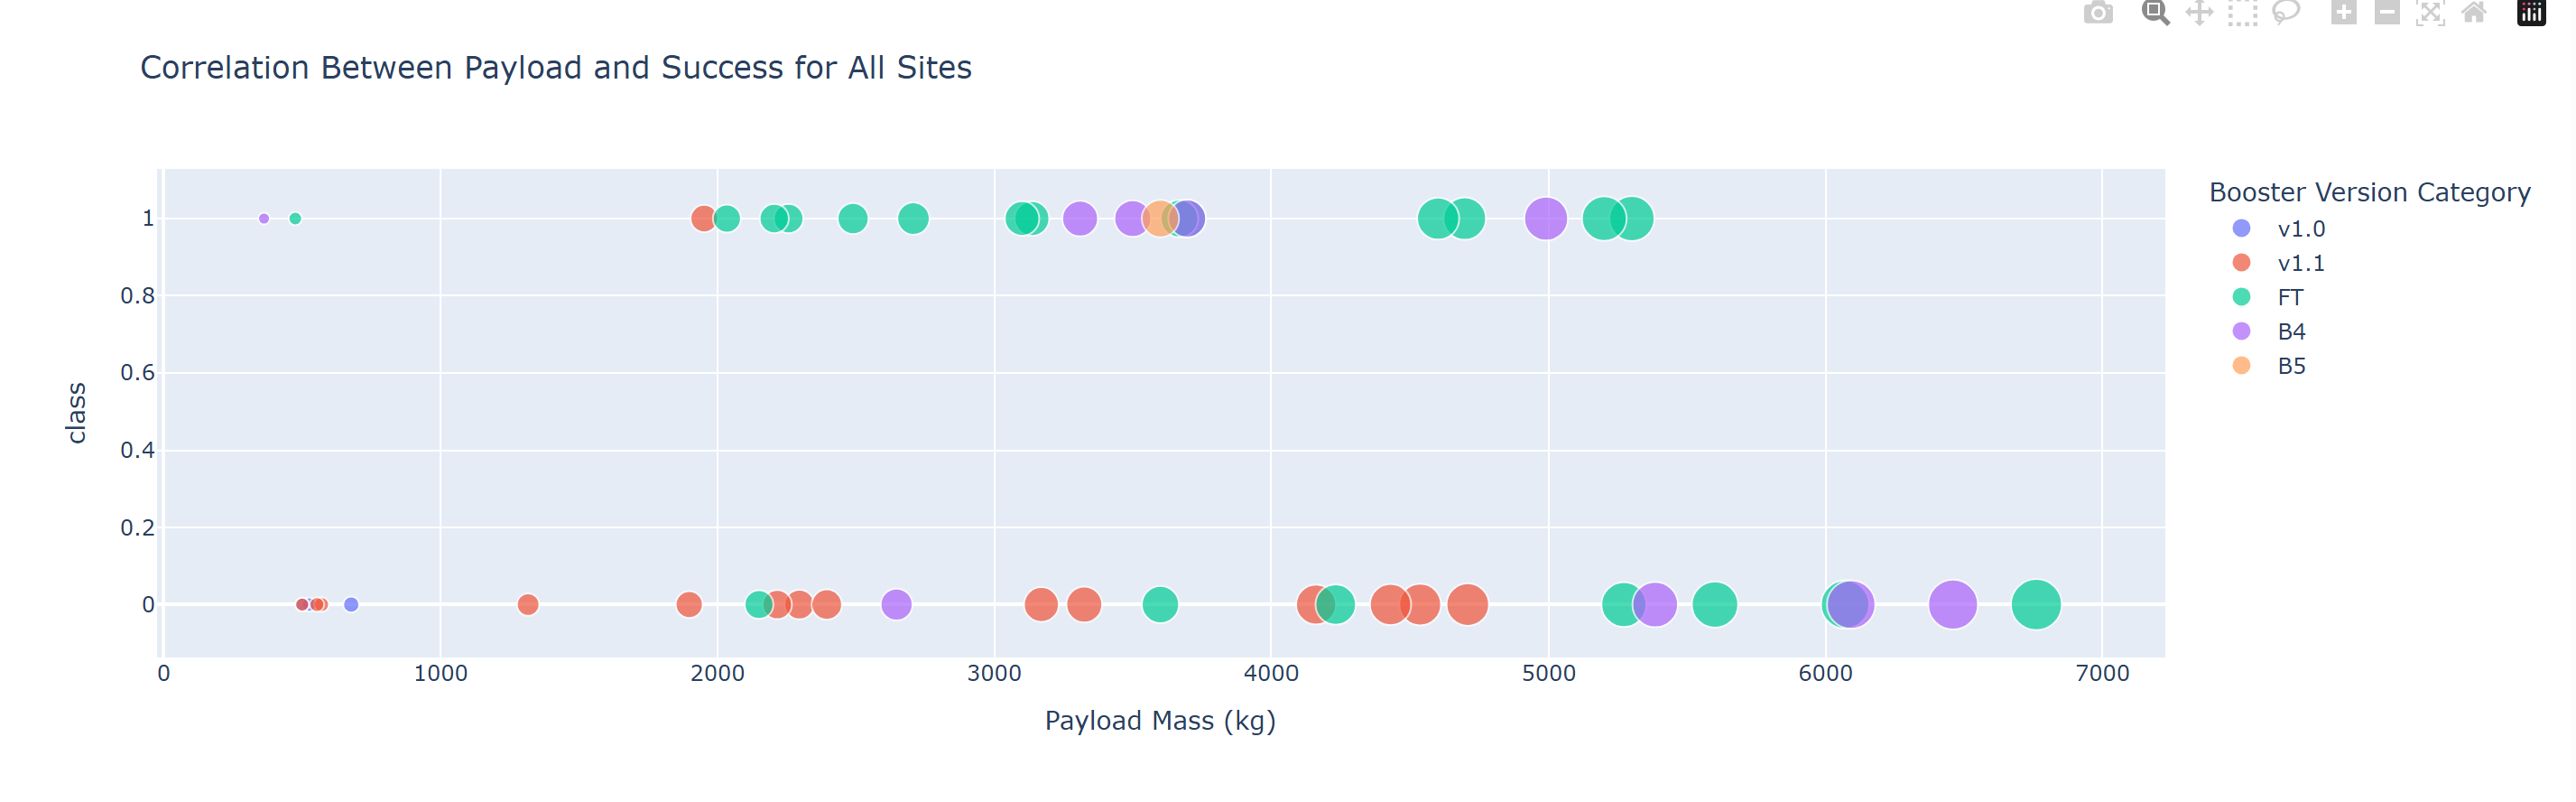 Correlation Between Payload and Success for All Sites
Booster Version Category
v1.0
v1.1
FT
B4
B5
class
1
0.8
0.6
0.4
0.2
0
0 1000 2000 3000 4000 5000 6000 7000
Payload Mass (kg)